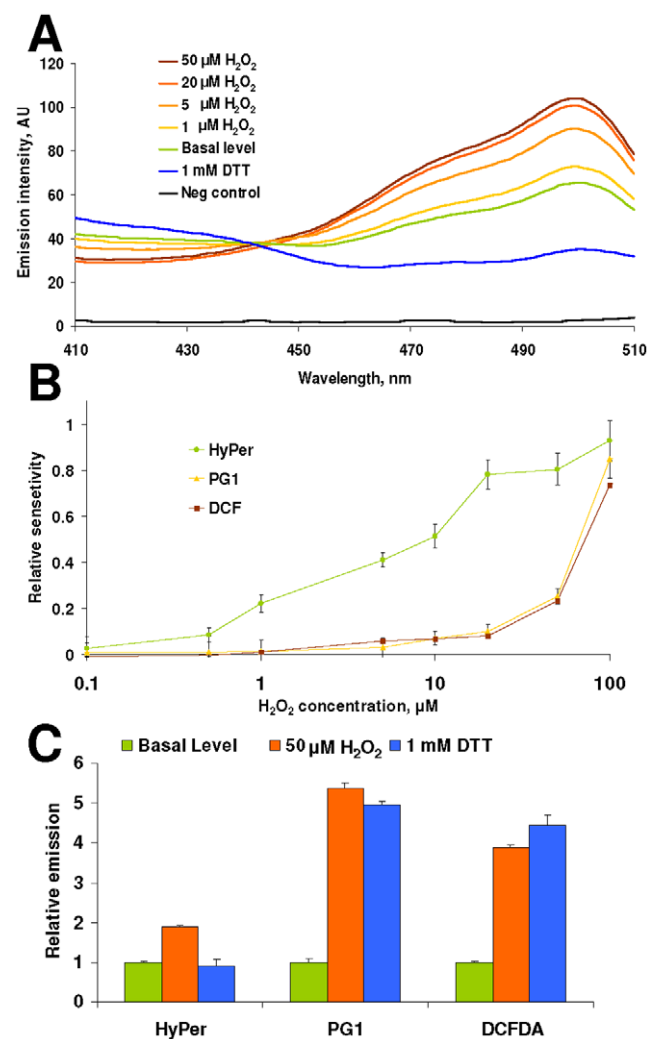 A
50 µM H₂O₂
20 µM H₂O₂
5 µM H₂O₂
1 µM H₂O₂
Basal level
1 mM DTT
Neg control
Emission intensity, AU
120
100
80
60
40
20
0
410 430 450 470 490 510
Wavelength, nm
B
HyPer
PG1
DCF
Relative sensetivity
1
0.8
0.6
0.4
0.2
0
0.1 1 10 100
H₂O₂ concentration, µM
C
Basal Level 50 µM H₂O₂ 1 mM DTT
Relative emission
6
5
4
3
2
1
0
HyPer PG1 DCFDA